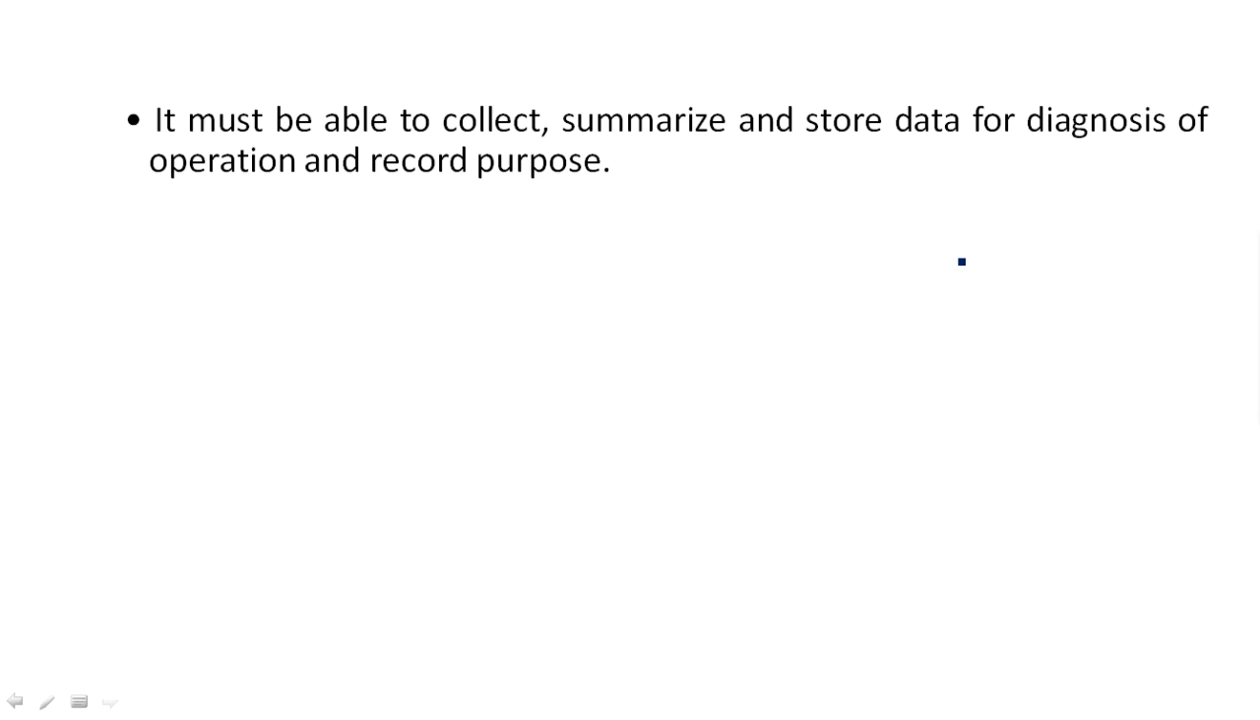 • It must be able to collect, summarize and store data for diagnosis of
operation and record purpose.